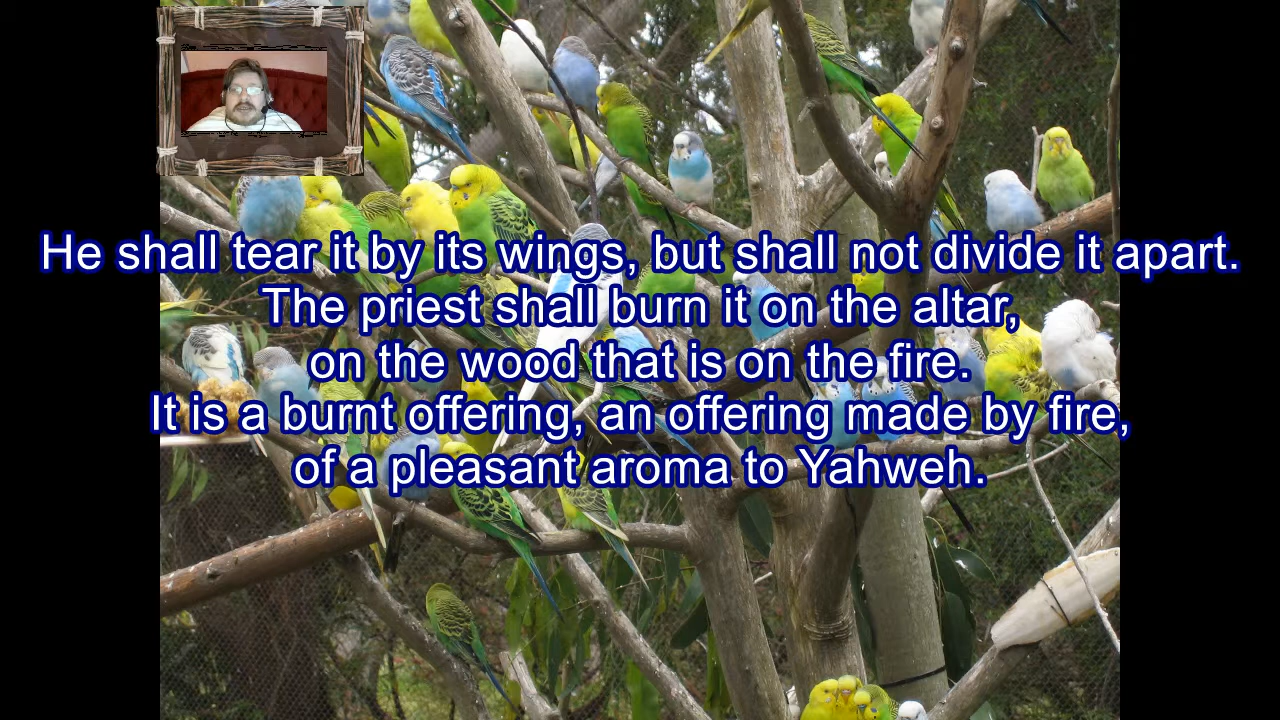 He shall tear it by its wings, but shall not divide it apart.
The priest shall burn it on the altar,
on the wood that is on the fire.
It is a burnt offering, an offering made by fire,
of a pleasant aroma to Yahweh.